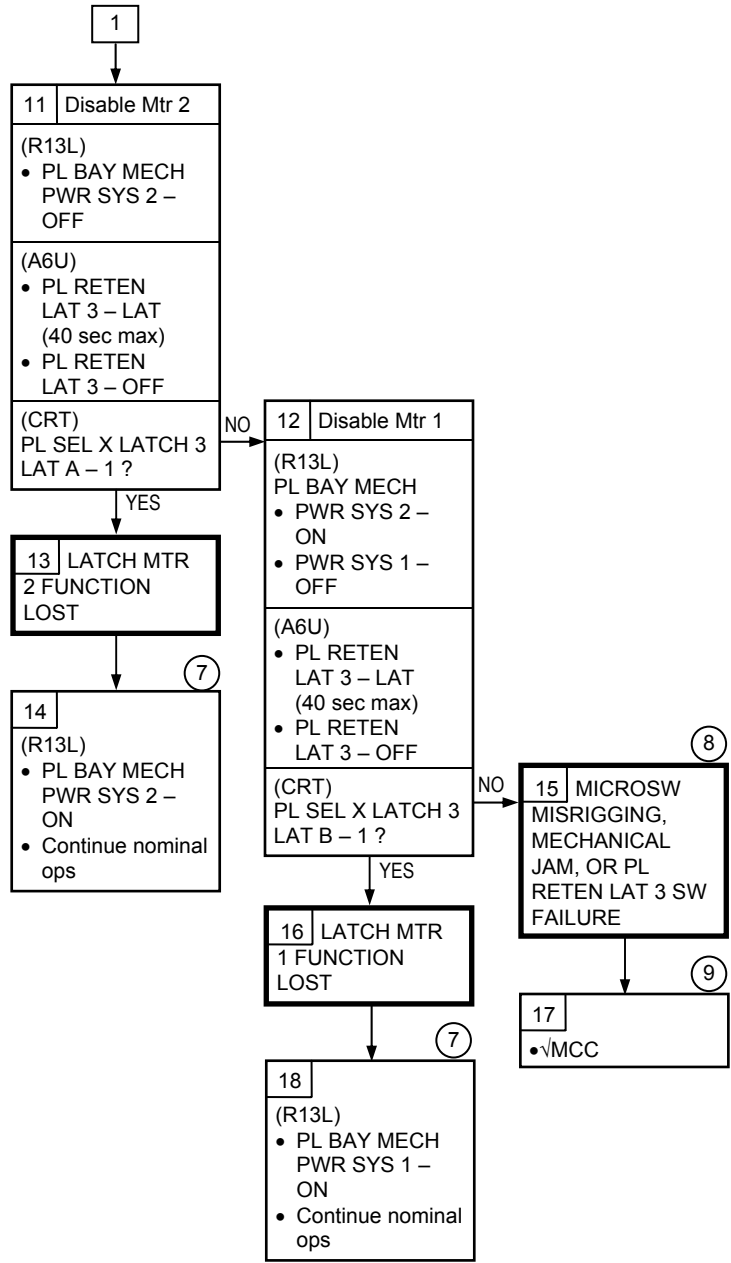 1
11 Disable Mtr 2
(R13L)
• PL BAY MECH
PWR SYS 2 –
OFF
(A6U)
• PL RETEN
LAT 3 – LAT
(40 sec max)
• PL RETEN
LAT 3 – OFF
(CRT)
PL SEL X LATCH 3
LAT A – 1 ?
NO
YES
12 Disable Mtr 1
(R13L)
PL BAY MECH
• PWR SYS 2 –
ON
• PWR SYS 1 –
OFF
(A6U)
• PL RETEN
LAT 3 – LAT
(40 sec max)
• PL RETEN
LAT 3 – OFF
(CRT)
PL SEL X LATCH 3
LAT B – 1 ?
NO
YES
13 LATCH MTR
2 FUNCTION
LOST
7
14
(R13L)
• PL BAY MECH
PWR SYS 2 –
ON
• Continue nominal
ops
8
15 MICROSW
MISRIGGING,
MECHANICAL
JAM, OR PL
RETEN LAT 3 SW
FAILURE
16 LATCH MTR
1 FUNCTION
LOST
9
17
•√MCC
7
18
(R13L)
• PL BAY MECH
PWR SYS 1 –
ON
• Continue nominal
ops